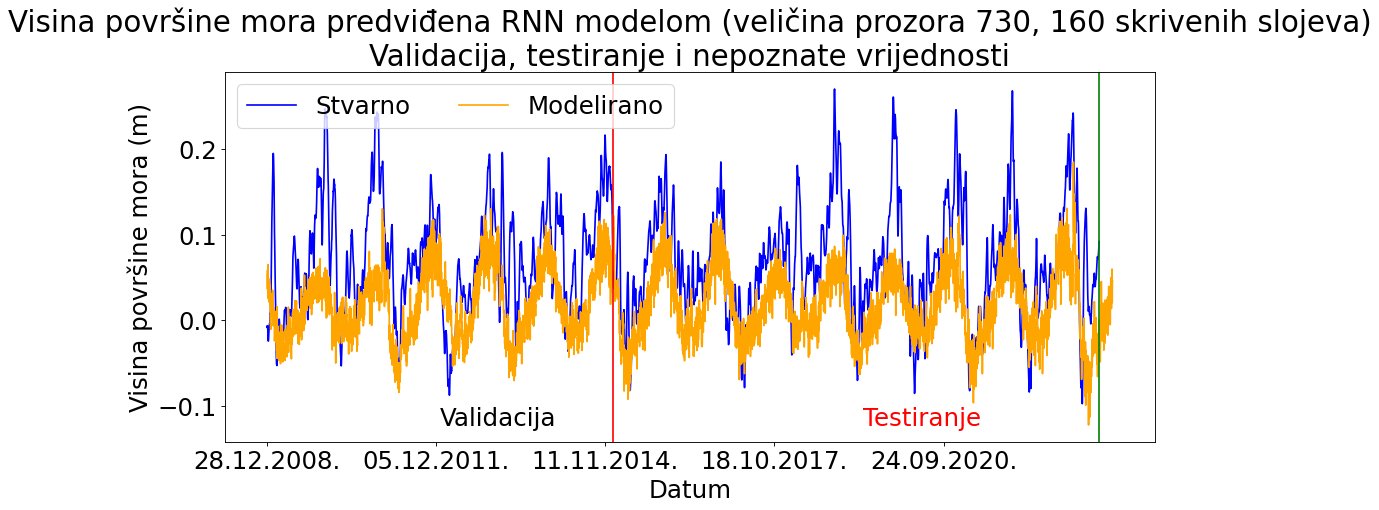 Visina površine mora predviđena RNN modelom (veličina prozora 730, 160 skrivenih slojeva)
Validacija, testiranje i nepoznate vrijednosti
Stvarno Modelirano
Visina površine mora (m)
0.2
0.1
0.0
−0.1
Validacija Testiranje
28.12.2008. 05.12.2011. 11.11.2014. 18.10.2017. 24.09.2020.
Datum